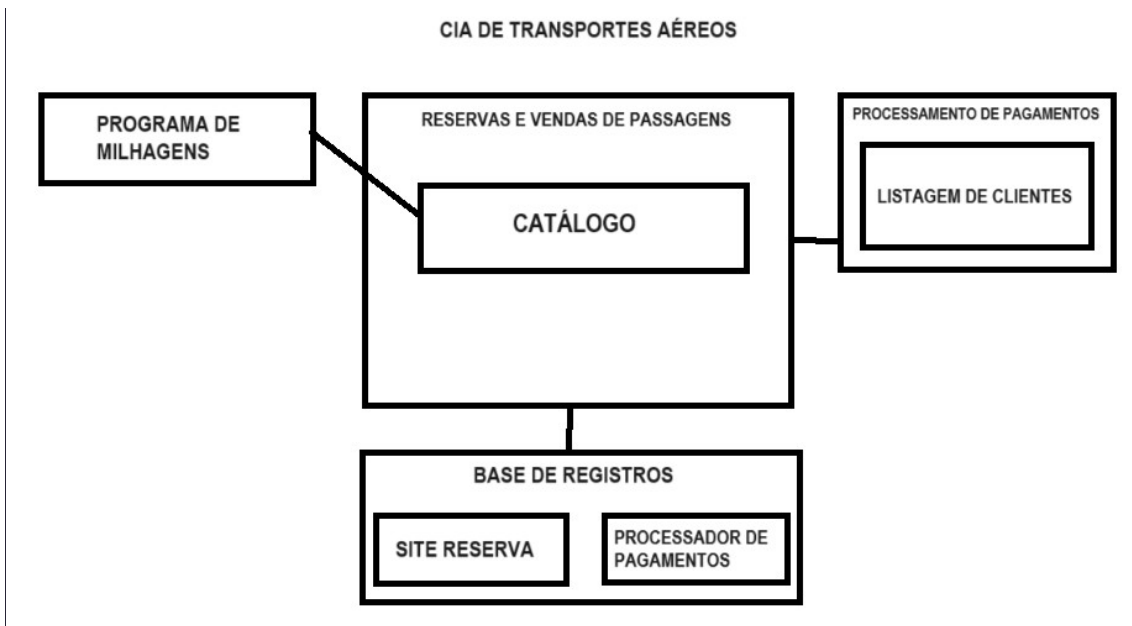 CIA DE TRANSPORTES AÉREOS
PROGRAMA DE
MILHAGENS
RESERVAS E VENDAS DE PASSAGENS
CATÁLOGO
PROCESSAMENTO DE PAGAMENTOS
LISTAGEM DE CLIENTES
BASE DE REGISTROS
SITE RESERVA
PROCESSADOR DE
PAGAMENTOS